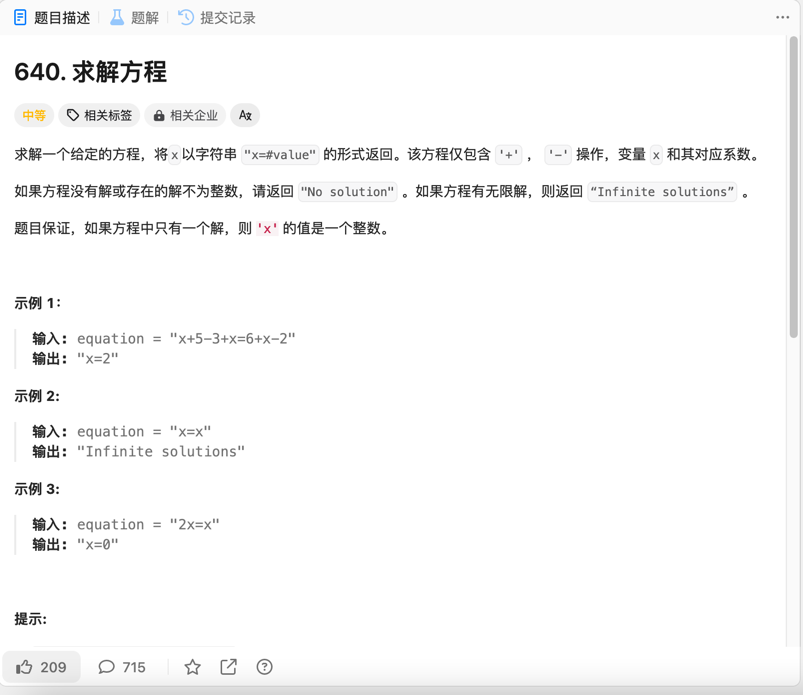 题目描述 题解 提交记录
640. 求解方程
中等 相关标签 相关企业 Az
求解一个给定的方程，将 x 以字符串 "x=#value" 的形式返回。该方程仅包含 '+' ， '-' 操作，变量 x 和其对应系数。
如果方程没有解或存在的解不为整数，请返回 "No solution" 。如果方程有无限解，则返回 “Infinite solutions” 。
题目保证，如果方程中只有一个解，则 'x' 的值是一个整数。
示例 1：
输入: equation = "x+5-3+x=6+x-2"
输出: "x=2"
示例 2:
输入: equation = "x=x"
输出: "Infinite solutions"
示例 3:
输入: equation = "2x=x"
输出: "x=0"
提示:
209 715